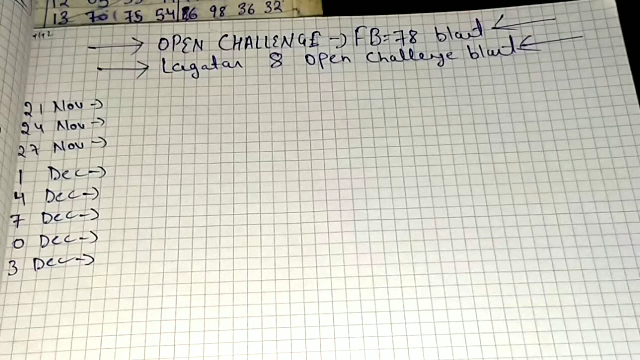 13 70 75 54 86 98 36 32
→ OPEN CHALLENGE → FB=78 blast ←
→ Lagatar 8 Open Challenge blast ←
21 Nov →
24 Nov →
27 Nov →
1 Dec →
4 Dec →
7 Dec →
0 Dec →
3 Dec →